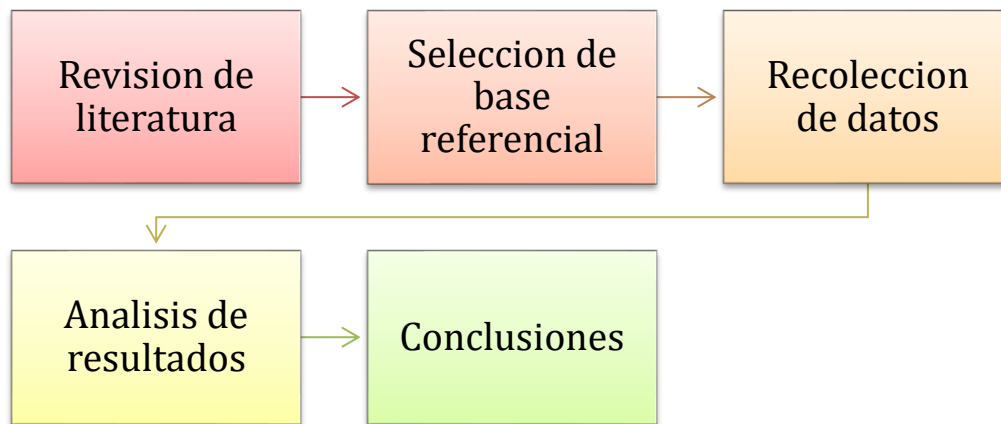 Revision de
literatura
Seleccion de
base
referencial
Recoleccion
de datos
Analisis de
resultados
Conclusiones